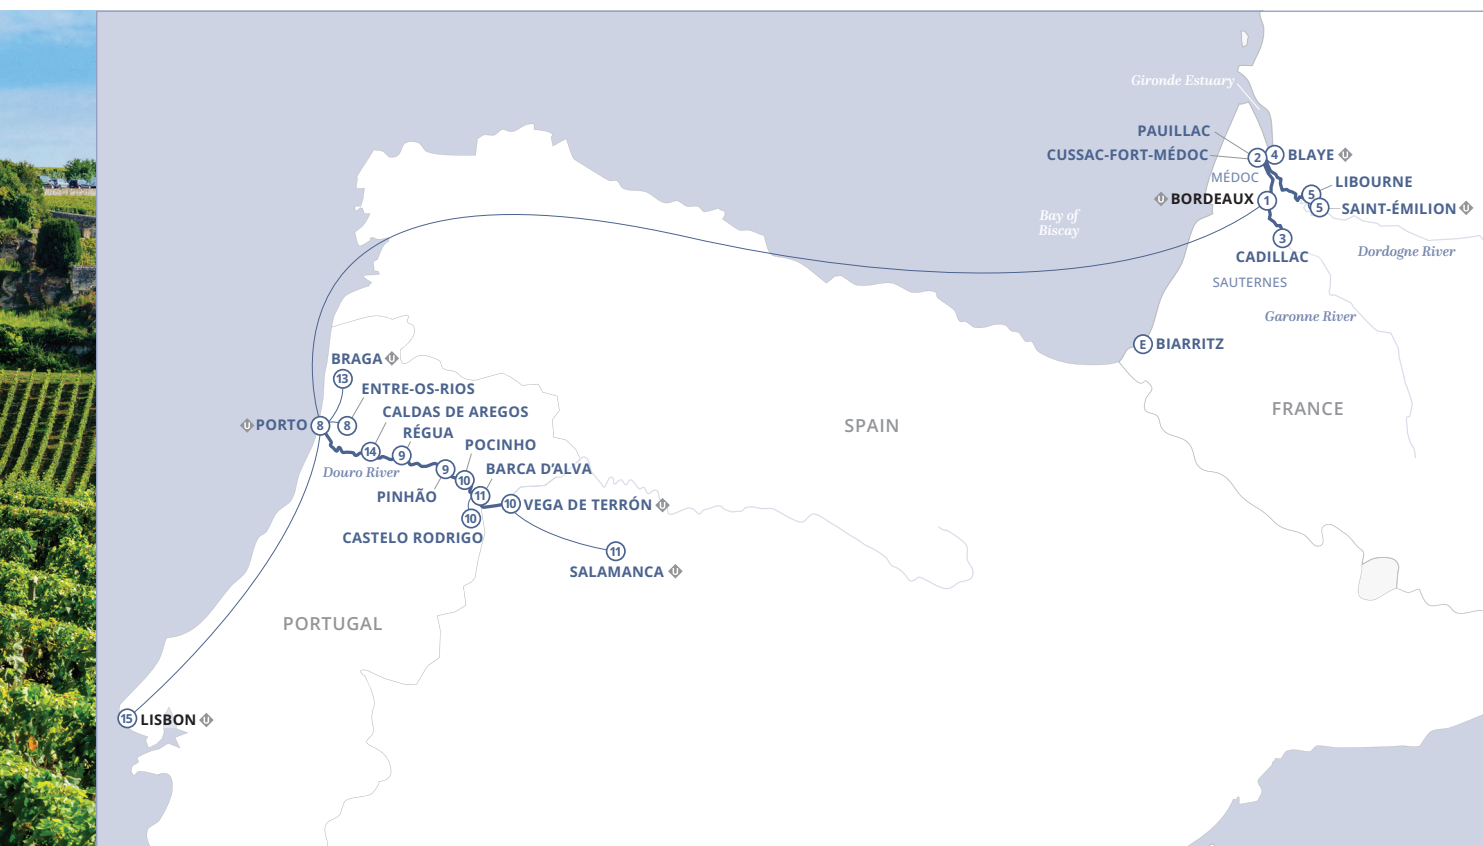 Gironde Estuary
PAUILLAC
CUSSAC-FORT-MÉDOC
2
4
BLAYE U
MÉDOC
LIBOURNE
5
U BORDEAUX
1
5
SAINT-ÉMILION U
Bay of
Biscay
3
CADILLAC
Dordogne River
SAUTERNES
Garonne River
E BIARRITZ
FRANCE
SPAIN
BRAGA U
13
ENTRE-OS-RIOS
CALDAS DE AREGOS
U PORTO 8
8
RÉGUA
POCINHO
14
9
Douro River
9
BARCA D'ALVA
10
PINHÃO
11
10 VEGA DE TERRÓN U
10
CASTELO RODRIGO
11
SALAMANCA U
PORTUGAL
15 LISBON U